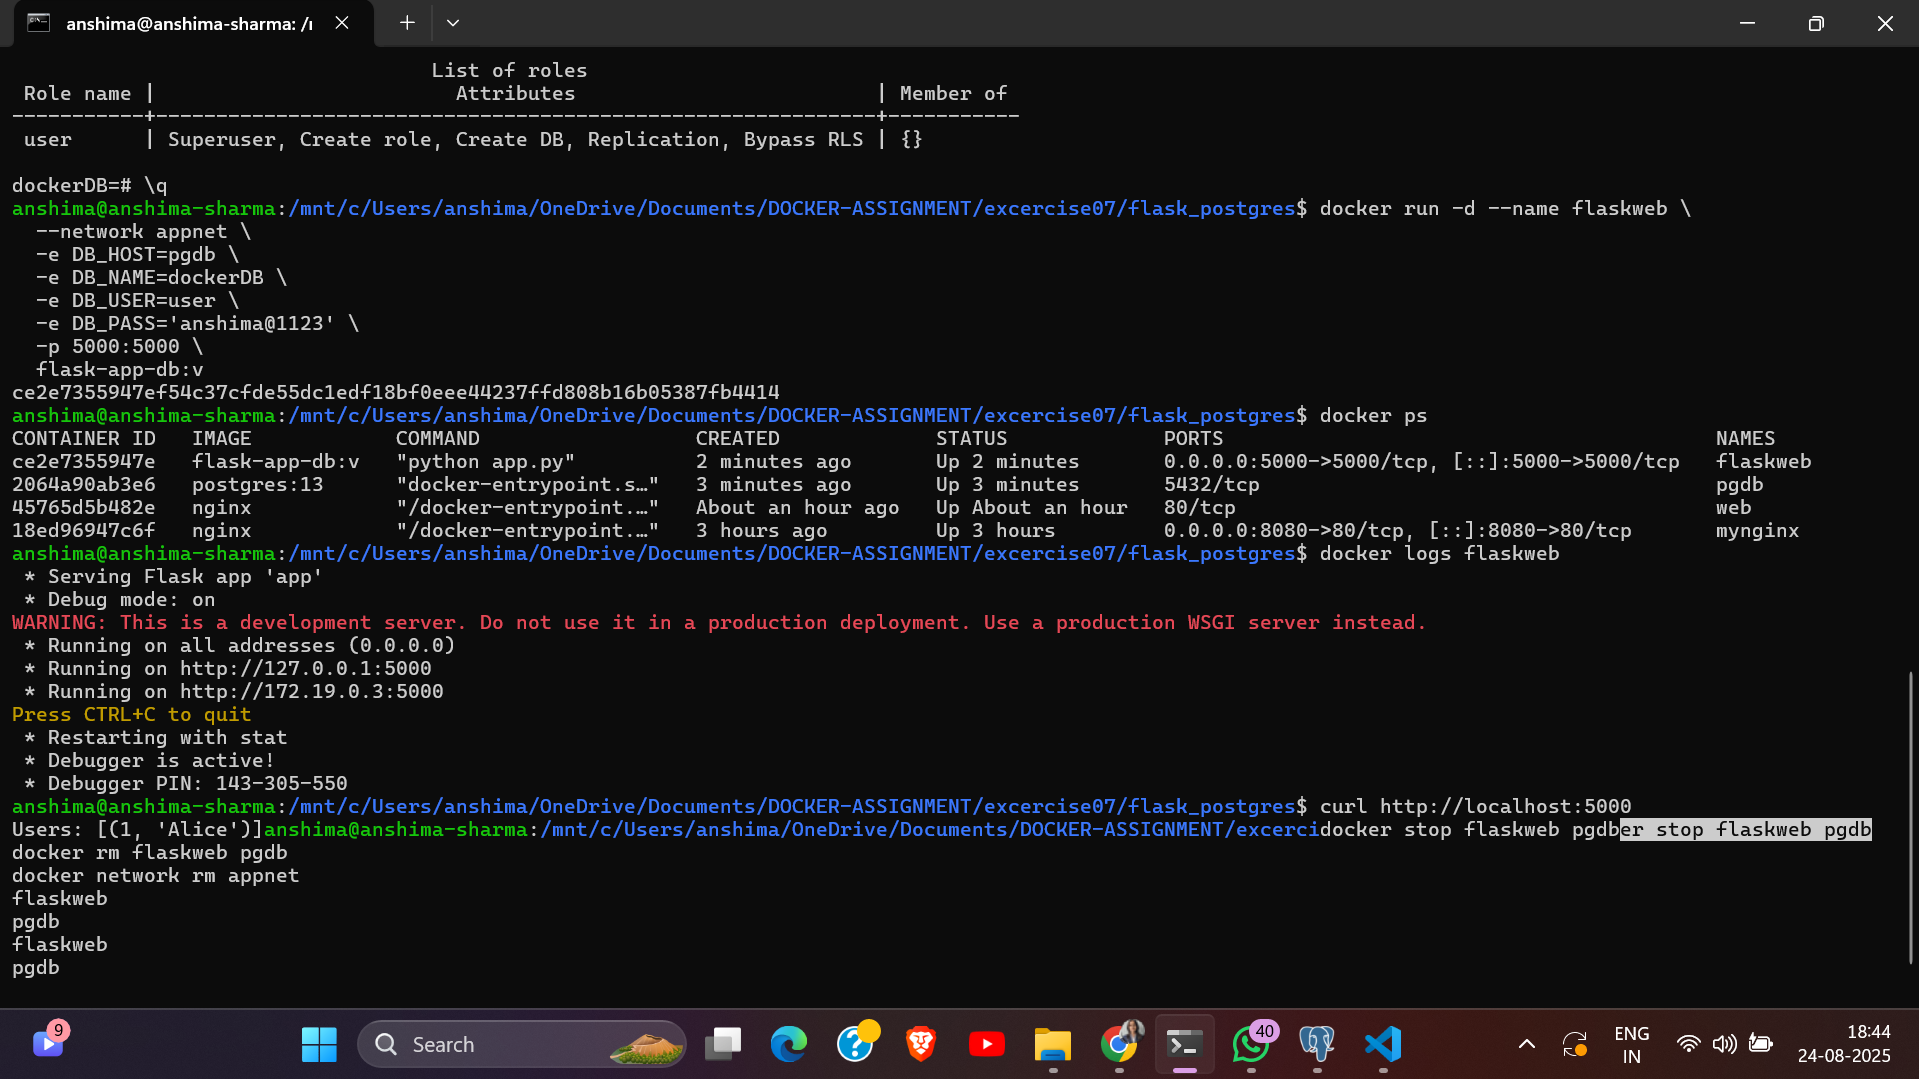 anshima@anshima-sharma: /r
List of roles
Role name | Attributes | Member of
-----------+------------------------------------------------------------+-----------
user | Superuser, Create role, Create DB, Replication, Bypass RLS | {}
dockerDB=# \q
anshima@anshima-sharma:/mnt/c/Users/anshima/OneDrive/Documents/DOCKER-ASSIGNMENT/excercise07/flask_postgres$ docker run -d --name flaskweb \
--network appnet \
-e DB_HOST=pgdb \
-e DB_NAME=dockerDB \
-e DB_USER=user \
-e DB_PASS='anshima@1123' \
-p 5000:5000 \
flask-app-db:v
ce2e7355947ef54c37cfde55dc1edf18bf0eee44237ffd808b16b05387fb4414
anshima@anshima-sharma:/mnt/c/Users/anshima/OneDrive/Documents/DOCKER-ASSIGNMENT/excercise07/flask_postgres$ docker ps
CONTAINER ID IMAGE COMMAND CREATED STATUS PORTS NAMES
ce2e7355947e flask-app-db:v "python app.py" 2 minutes ago Up 2 minutes 0.0.0.0:5000->5000/tcp, [::]:5000->5000/tcp flaskweb
2064a90ab3e6 postgres:13 "docker-entrypoint.s…" 3 minutes ago Up 3 minutes 5432/tcp pgdb
45765d5b482e nginx "/docker-entrypoint.…" About an hour ago Up About an hour 80/tcp web
18ed96947c6f nginx "/docker-entrypoint.…" 3 hours ago Up 3 hours 0.0.0.0:8080->80/tcp, [::]:8080->80/tcp mynginx
anshima@anshima-sharma:/mnt/c/Users/anshima/OneDrive/Documents/DOCKER-ASSIGNMENT/excercise07/flask_postgres$ docker logs flaskweb
* Serving Flask app 'app'
* Debug mode: on
WARNING: This is a development server. Do not use it in a production deployment. Use a production WSGI server instead.
* Running on all addresses (0.0.0.0)
* Running on http://127.0.0.1:5000
* Running on http://172.19.0.3:5000
Press CTRL+C to quit
* Restarting with stat
* Debugger is active!
* Debugger PIN: 143-305-550
anshima@anshima-sharma:/mnt/c/Users/anshima/OneDrive/Documents/DOCKER-ASSIGNMENT/excercise07/flask_postgres$ curl http://localhost:5000
Users: [(1, 'Alice')]anshima@anshima-sharma:/mnt/c/Users/anshima/OneDrive/Documents/DOCKER-ASSIGNMENT/excercidocker stop flaskweb pgdber stop flaskweb pgdb
docker rm flaskweb pgdb
docker network rm appnet
flaskweb
pgdb
flaskweb
pgdb
9
Search
40
ENG
IN
18:44
24-08-2025